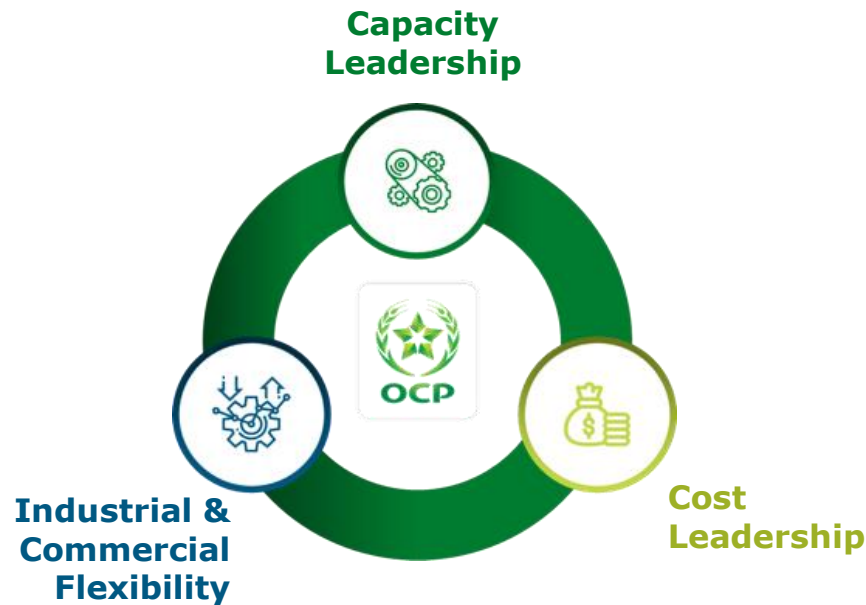 Capacity
Leadership
OCP
$
Industrial &
Commercial
Flexibility
Cost
Leadership